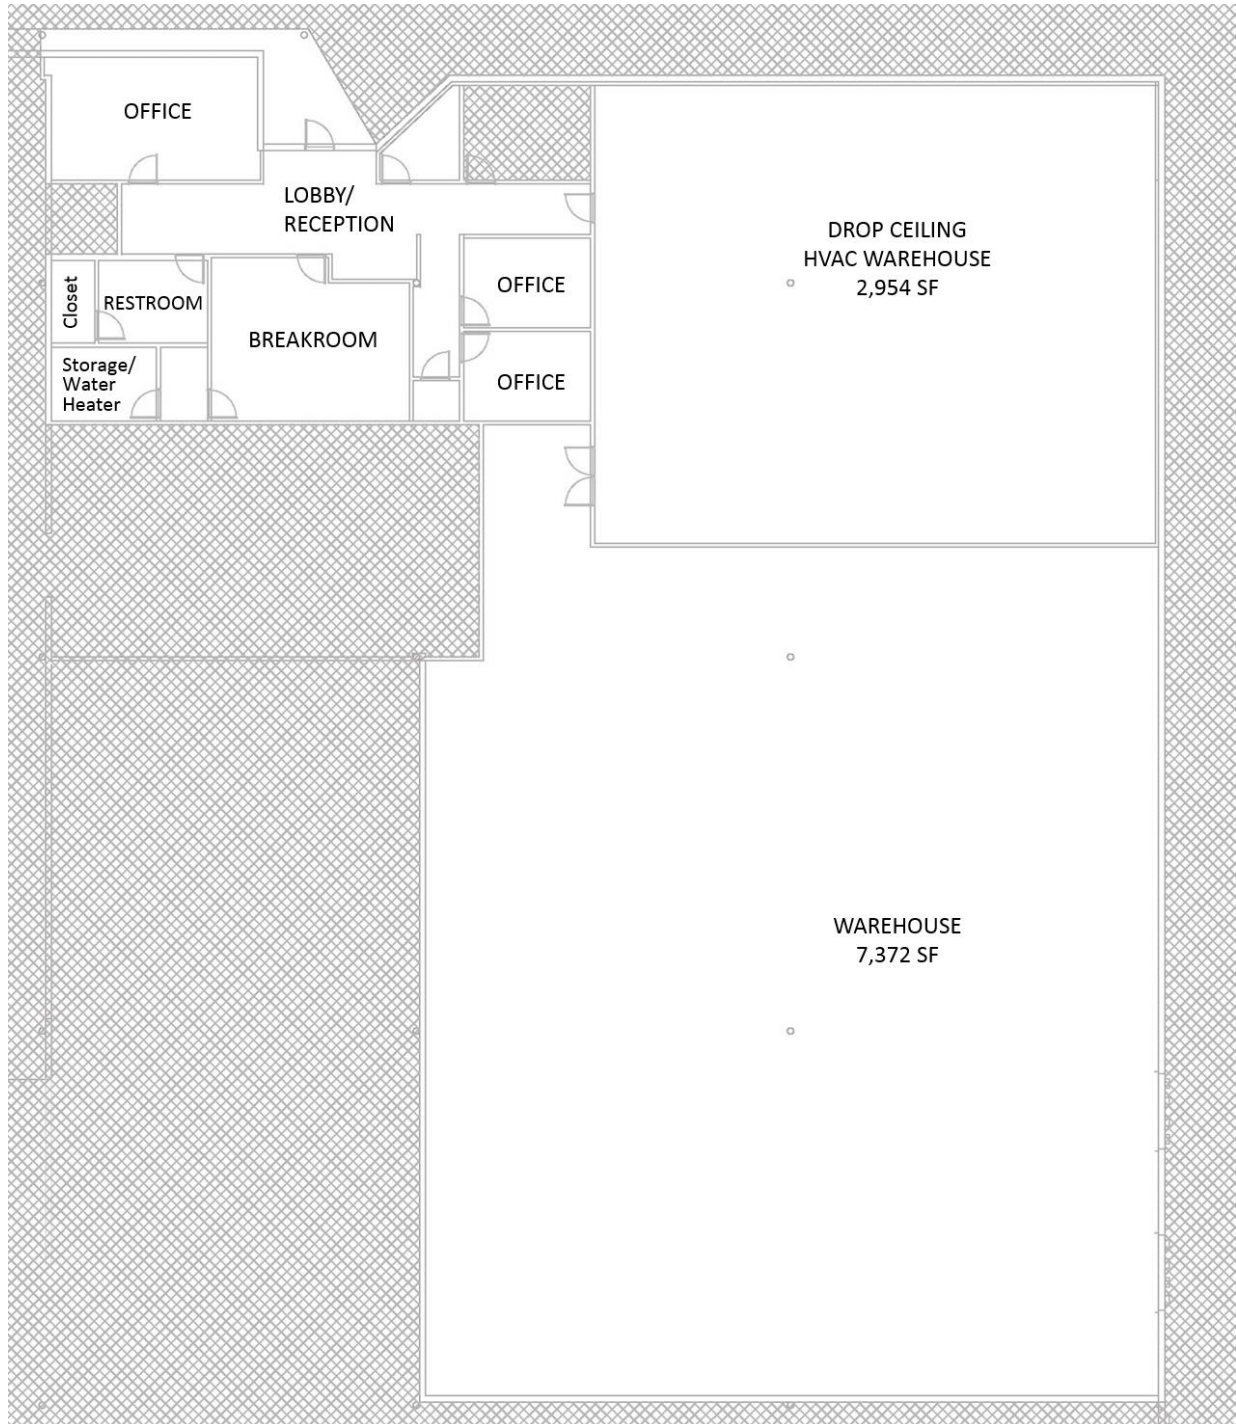 OFFICE
LOBBY/
RECEPTION
DROP CEILING
HVAC WAREHOUSE
2,954 SF
Closet
RESTROOM
BREAKROOM
OFFICE
Storage/
Water
Heater
OFFICE
WAREHOUSE
7,372 SF